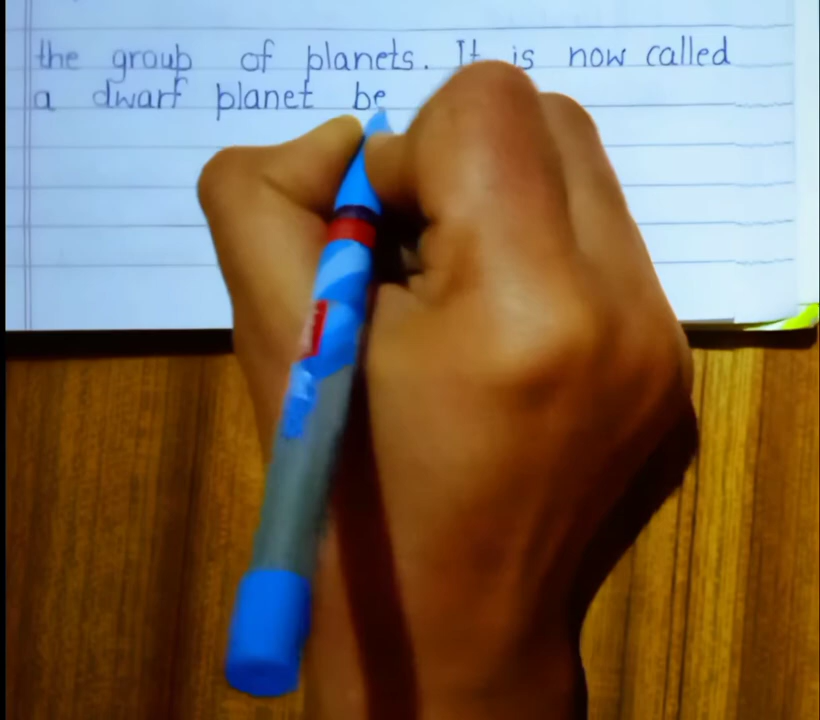 the group of planets. It is now called
a dwarf planet be